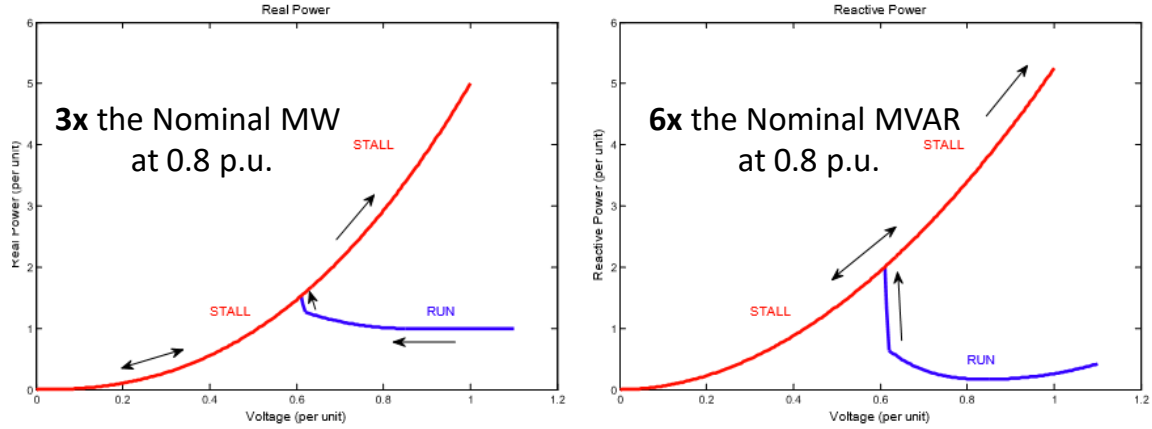 Real Power
6
5
4
3
2
1
0
0
0.2
0.4
0.6
0.8
1
1.2
Real Power (per unit)
Voltage (per unit)
3x the Nominal MW
at 0.8 p.u.
STALL
STALL
RUN
Reactive Power
6
5
4
3
2
1
0
0
0.2
0.4
0.6
0.8
1
1.2
Reactive Power (per unit)
Voltage (per unit)
6x the Nominal MVAR
at 0.8 p.u.
STALL
STALL
RUN